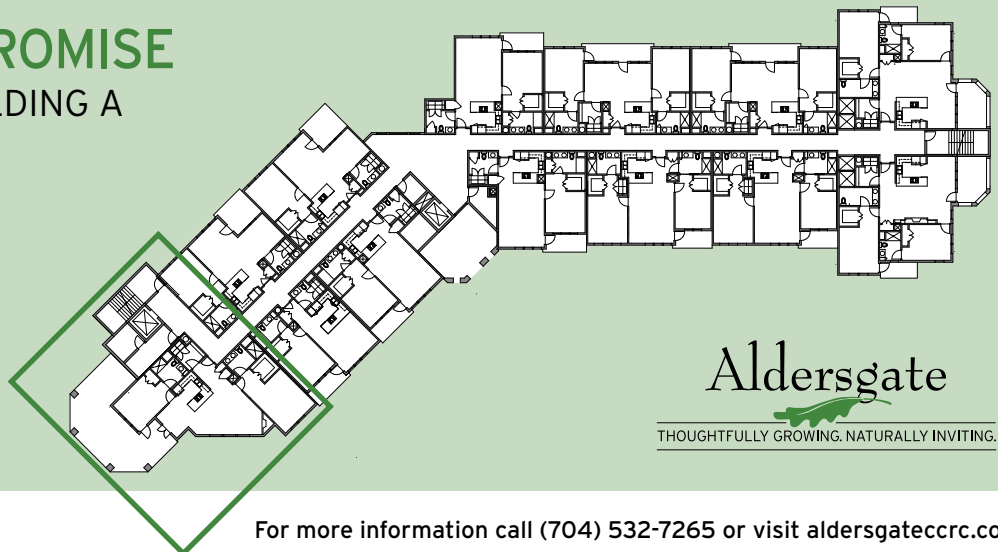 ROMISE
LDING A
Aldersgate
THOUGHTFULLY GROWING. NATURALLY INVITING.
For more information call (704) 532-7265 or visit aldersgateccrc.co